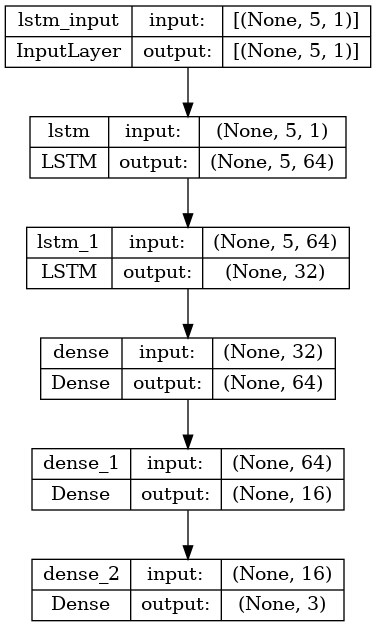 lstm_input input: [(None, 5, 1)]
InputLayer output: [(None, 5, 1)]
lstm input: (None, 5, 1)
LSTM output: (None, 5, 64)
lstm_1 input: (None, 5, 64)
LSTM output: (None, 32)
dense input: (None, 32)
Dense output: (None, 64)
dense_1 input: (None, 64)
Dense output: (None, 16)
dense_2 input: (None, 16)
Dense output: (None, 3)